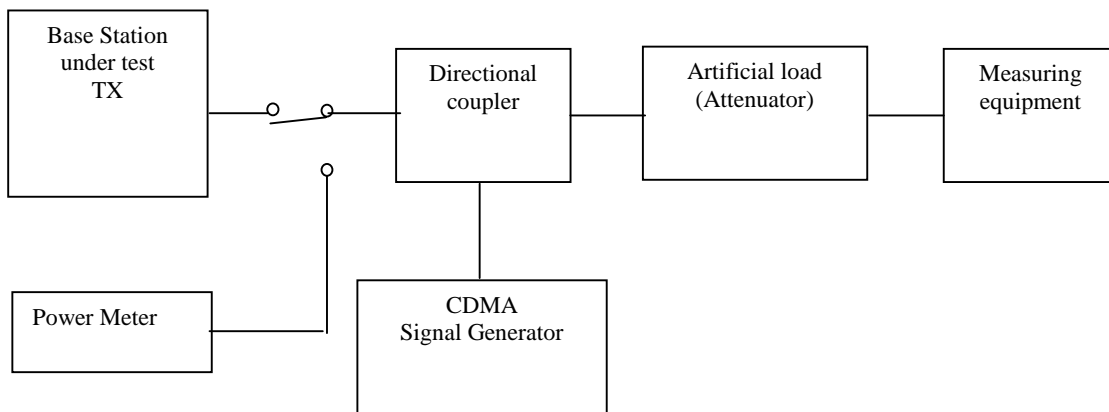 Base Station
under test
TX
Directional
coupler
Artificial load
(Attenuator)
Measuring
equipment
Power Meter
CDMA
Signal Generator